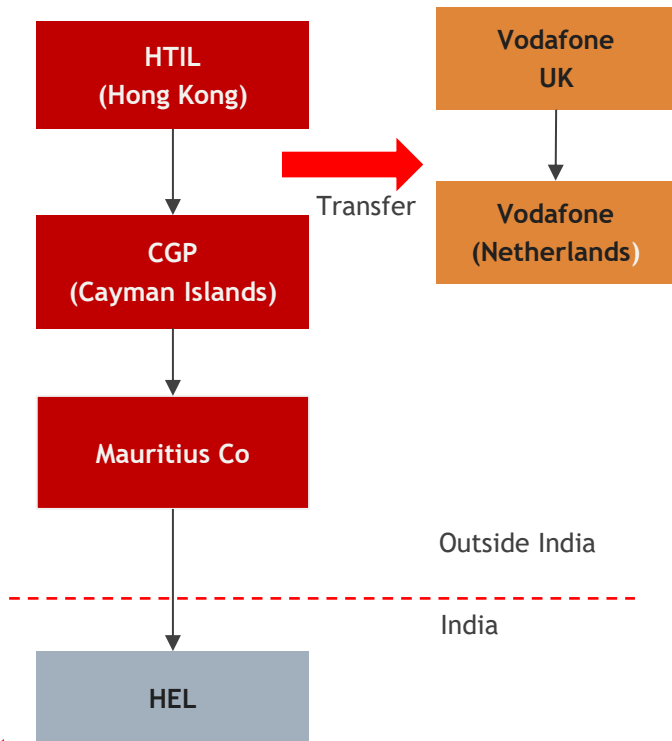 HTIL
(Hong Kong)
Vodafone
UK
Transfer
CGP
(Cayman Islands)
Vodafone
(Netherlands)
Mauritius Co
Outside India
India
HEL